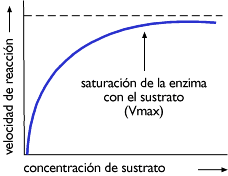 velocidad de reacción
saturación de la enzima
con el sustrato
(Vmax)
concentración de sustrato